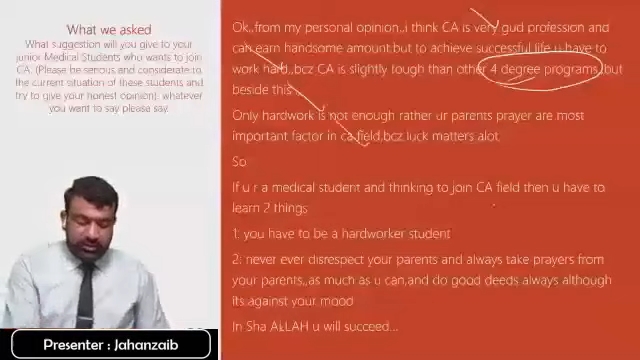 What we asked
What suggestion will you give to your
junior Medical Students who wants to join
CA. (Please be serious and considerate to
the current situation of these students and
try to give your honest opinion). whatever
you want to say please say.
Ok,,from my personal opinion,,i think CA is very gud profession and
can earn handsome amount.but to achieve successful life u have to
work hard,,bcz CA is slightly tough than other 4 degree programs,,but
beside this ,,
Only hardwork is not enough rather ur parents prayer are most
important factor in ca field,bcz luck matters alot.
So
If u r a medical student and thinking to join CA field then u have to
learn 2 things
1: you have to be a hardworker student
2: never ever disrespect your parents and always take prayers from
your parents,,as much as u can,and do good deeds always although
its against your mood
In Sha ALLAH u will succeed...
Presenter : Jahanzaib